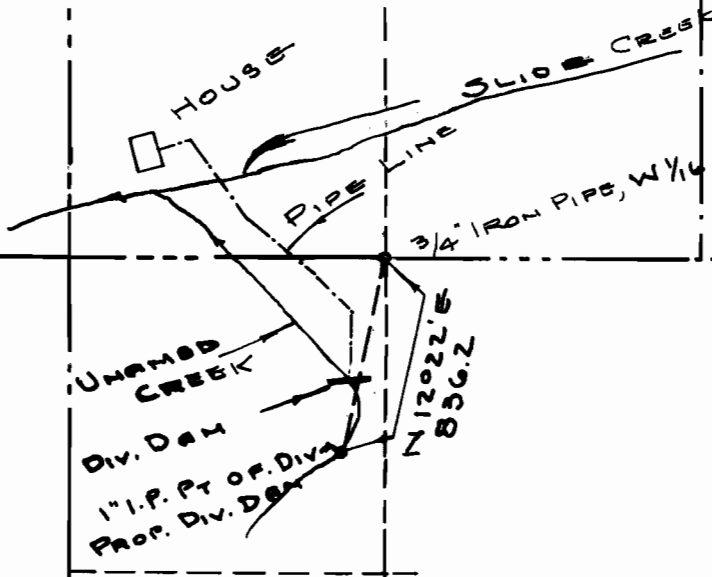 SLIDE CREEK
HOUSE
PIPE LINE
3/4" IRON PIPE, W 1/16
UNAMED
CREEK
N 12°22'E
836.2
DIV. DAM
1" I.P. PT OF. DIV.
PROP. DIV. DAM